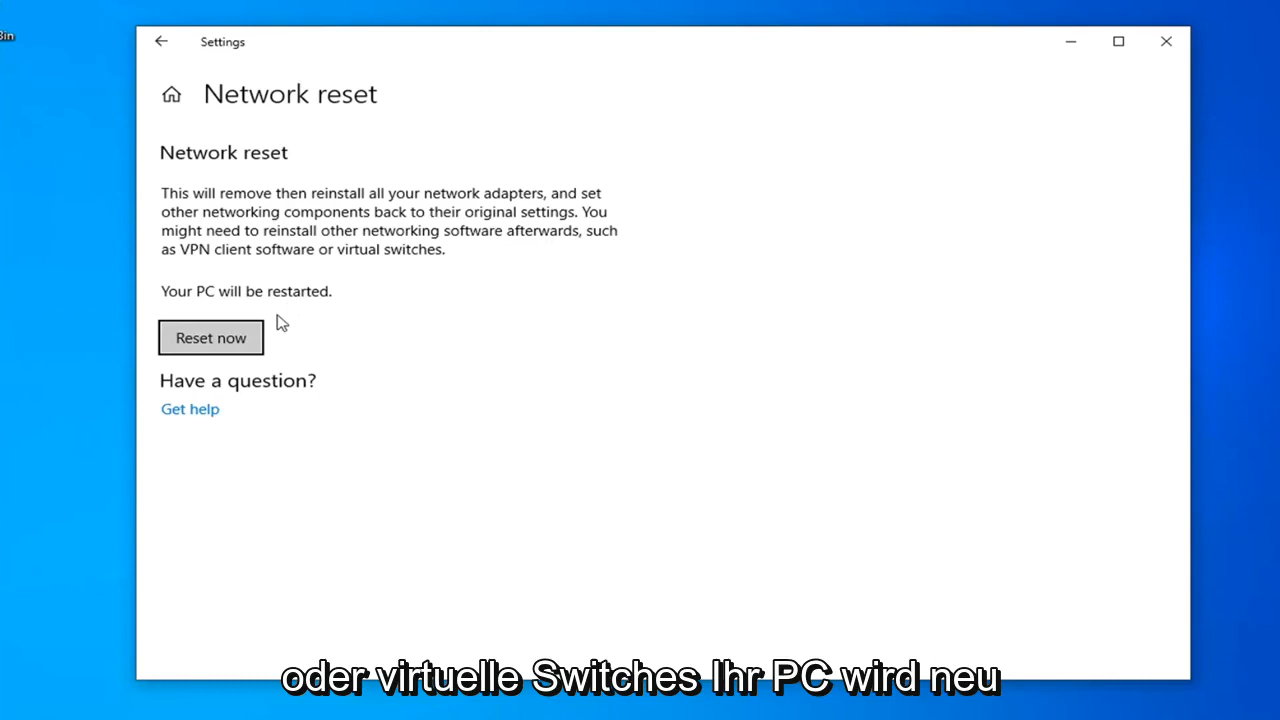 Bin
Settings
Network reset
Network reset
This will remove then reinstall all your network adapters, and set
other networking components back to their original settings. You
might need to reinstall other networking software afterwards, such
as VPN client software or virtual switches.
Your PC will be restarted.
Reset now
Have a question?
Get help
oder virtuelle Switches Ihr PC wird neu